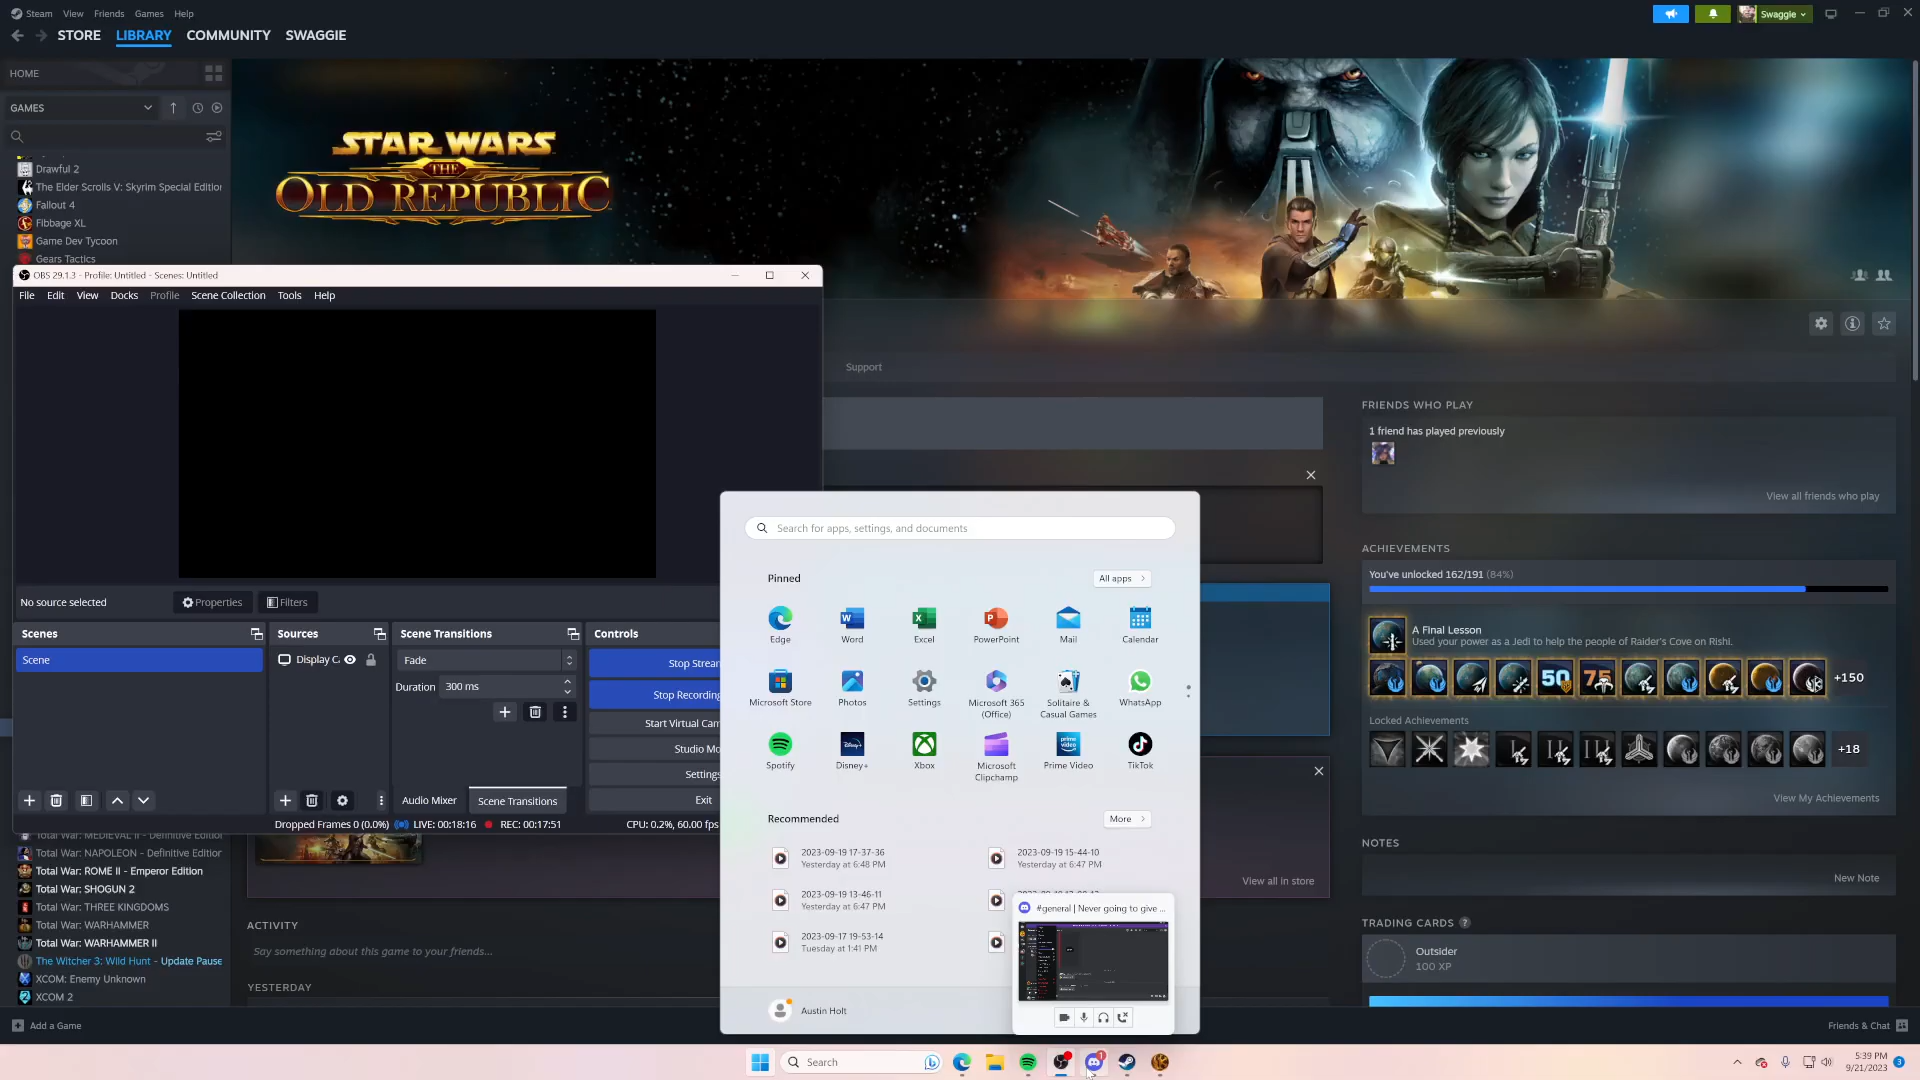 Steam View Friends Games Help
Swaggie
STORE LIBRARY COMMUNITY SWAGGIE
HOME
GAMES
Drawful 2
The Elder Scrolls V: Skyrim Special Edition
Fallout 4
Fibbage XL
Game Dev Tycoon
Gears Tactics
STAR WARS
THE
OLD REPUBLIC
Support
OBS 29.1.3 - Profile: Untitled - Scenes: Untitled
File Edit View Docks Profile Scene Collection Tools Help
No source selected Properties Filters
Scenes Sources Scene Transitions Controls
Scene
Display C
Fade
Duration 300 ms
Stop Stream
Stop Recording
Start Virtual Cam
Studio Mo
Settings
Exit
Audio Mixer Scene Transitions
Dropped Frames 0 (0.0%) LIVE: 00:18:16 REC: 00:17:51 CPU: 0.2%, 60.00 fps
Total War: MEDIEVAL II - Definitive Edition
Total War: NAPOLEON - Definitive Edition
Total War: ROME II - Emperor Edition
Total War: SHOGUN 2
Total War: THREE KINGDOMS
Total War: WARHAMMER
Total War: WARHAMMER II
The Witcher 3: Wild Hunt - Update Pause
XCOM: Enemy Unknown
XCOM 2
Add a Game
View all in store
ACTIVITY
Say something about this game to your friends...
YESTERDAY
Search for apps, settings, and documents
Pinned All apps
Edge Word Excel PowerPoint Mail Calendar
Microsoft Store Photos Settings Microsoft 365 (Office) Solitaire & Casual Games WhatsApp
Spotify Disney+ Xbox Microsoft Clipchamp Prime Video TikTok
Recommended More
2023-09-19 17-37-36
Yesterday at 6:48 PM
2023-09-19 15-44-10
Yesterday at 6:47 PM
2023-09-19 13-46-11
Yesterday at 6:47 PM
2023-09-17 19-53-14
Tuesday at 1:41 PM
#general | Never going to give ...
Austin Holt
FRIENDS WHO PLAY
1 friend has played previously
View all friends who play
ACHIEVEMENTS
You've unlocked 162/191 (84%)
A Final Lesson
Used your power as a Jedi to help the people of Raider's Cove on Rishi.
50 75 +150
Locked Achievements
+18
View My Achievements
NOTES
New Note
TRADING CARDS ?
Outsider
100 XP
Friends & Chat
Search
1
5:39 PM
9/21/2023
3